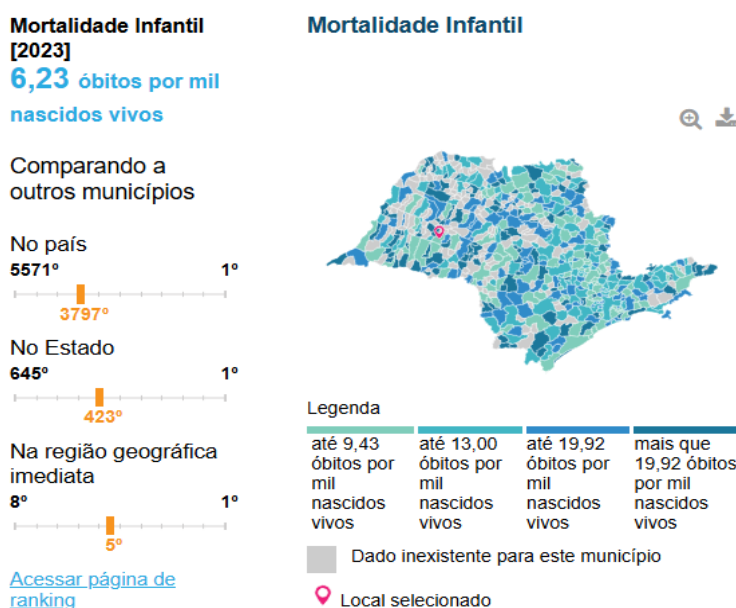 Mortalidade Infantil
[2023]
6,23 óbitos por mil
nascidos vivos
Comparando a
outros municípios
No país
5571º 1º
3797º
No Estado
645º 1º
423º
Na região geográfica
imediata
8º 1º
5º
Acessar página de
ranking
Mortalidade Infantil
Legenda
até 9,43
óbitos por
mil
nascidos
vivos
até 13,00
óbitos por
mil
nascidos
vivos
até 19,92
óbitos por
mil
nascidos
vivos
mais que
19,92 óbitos
por mil
nascidos
vivos
Dado inexistente para este município
Local selecionado